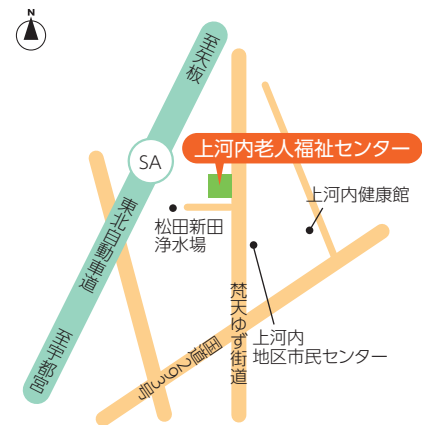 N
至矢板
SA
上河内老人福祉センター
上河内健康館
松田新田
浄水場
東北自動車道
梵天ゆず街道
上河内
地区市民センター
国道293号
至宇都宮